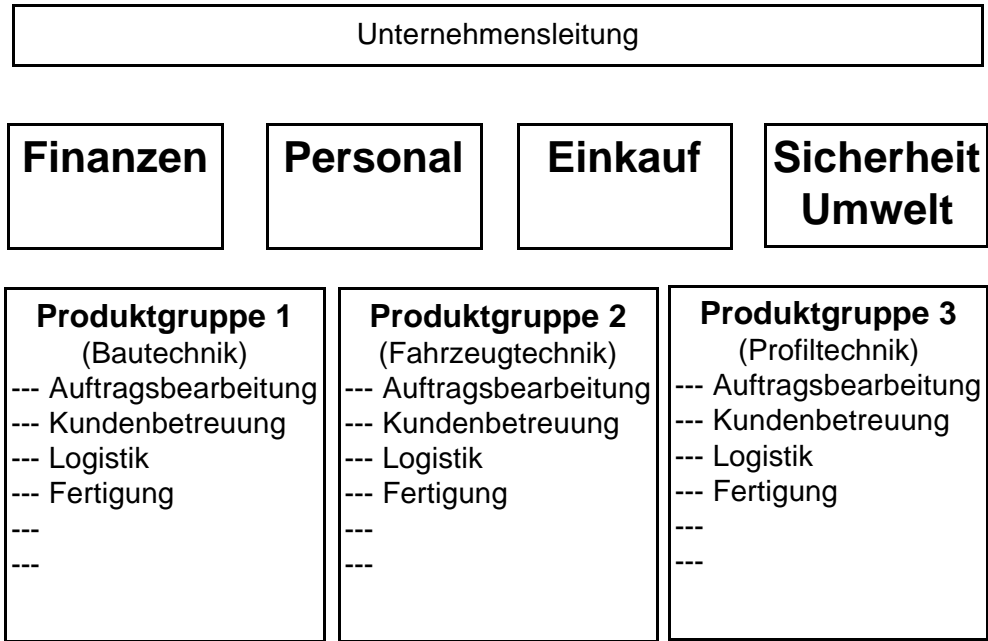 Unternehmensleitung
Finanzen
Personal
Einkauf
Sicherheit
Umwelt
Produktgruppe 1
(Bautechnik)
--- Auftragsbearbeitung
--- Kundenbetreuung
--- Logistik
--- Fertigung
---
---
Produktgruppe 2
(Fahrzeugtechnik)
--- Auftragsbearbeitung
--- Kundenbetreuung
--- Logistik
--- Fertigung
---
---
Produktgruppe 3
(Profiltechnik)
--- Auftragsbearbeitung
--- Kundenbetreuung
--- Logistik
--- Fertigung
---
---